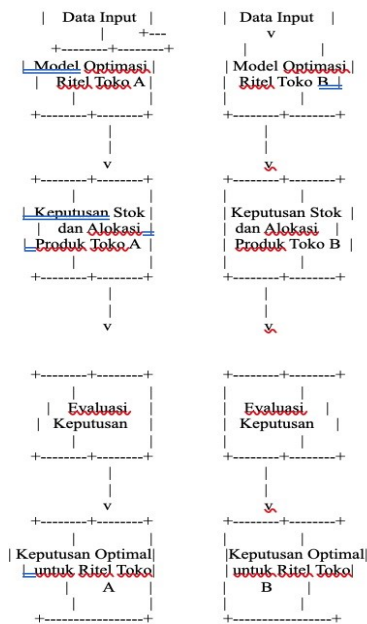 Data Input
Model Optimasi
Ritel Toko A
v
Keputusan Stok
dan Alokasi
Produk Toko A
v
Evaluasi
Keputusan
v
Keputusan Optimal
untuk Ritel Toko
A
Data Input
v
Model Optimasi
Ritel Toko B
v
Keputusan Stok
dan Alokasi
Produk Toko B
v
Evaluasi
Keputusan
v
Keputusan Optimal
untuk Ritel Toko
B